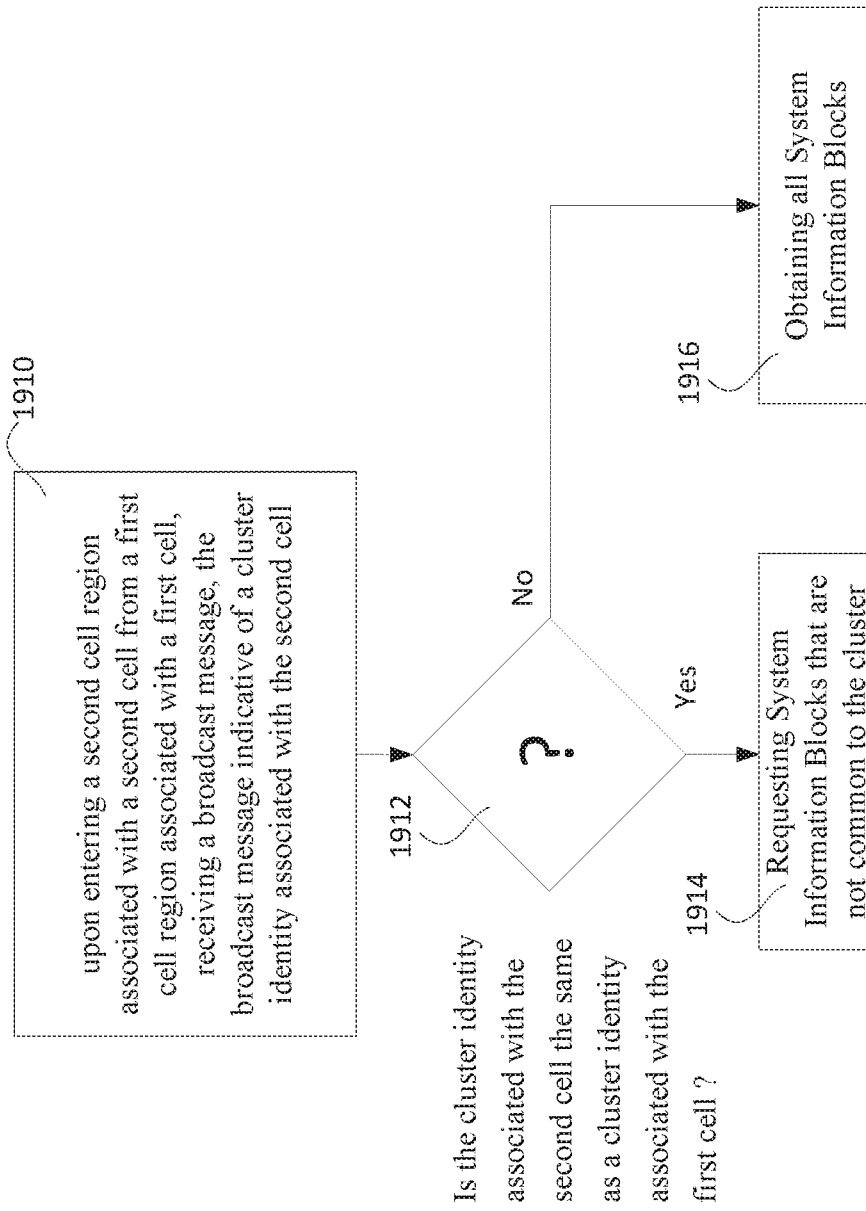 1910
upon entering a second cell region
associated with a second cell from a first
cell region associated with a first cell,
receiving a broadcast message, the
broadcast message indicative of a cluster
identity associated with the second cell
1912
?
Is the cluster identity
associated with the
second cell the same
as a cluster identity
associated with the
first cell ?
No
Yes
1914
Requesting System
Information Blocks that are
not common to the cluster
1916
Obtaining all System
Information Blocks